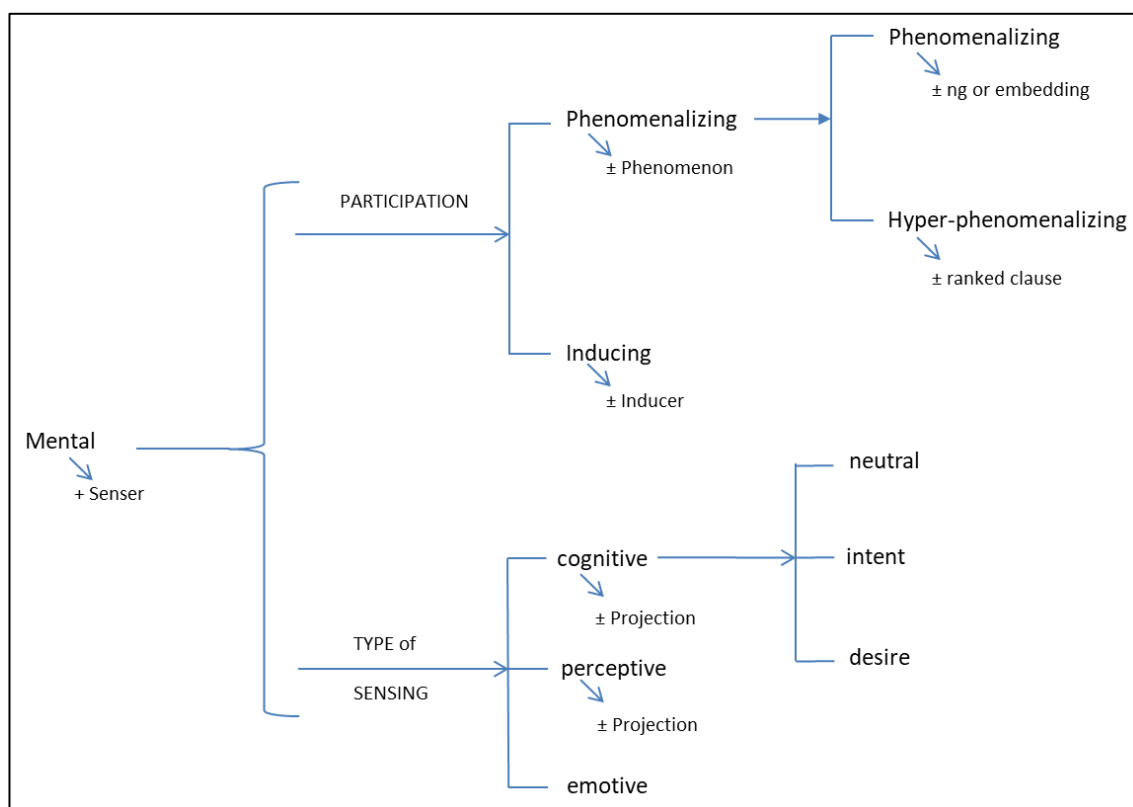 Phenomenalizing
± ng or embedding
Phenomenalizing
± Phenomenon
PARTICIPATION
Hyper-phenomenalizing
± ranked clause
Inducing
± Inducer
Mental
+ Senser
neutral
cognitive
intent
± Projection
TYPE of
SENSING
perceptive
desire
± Projection
emotive